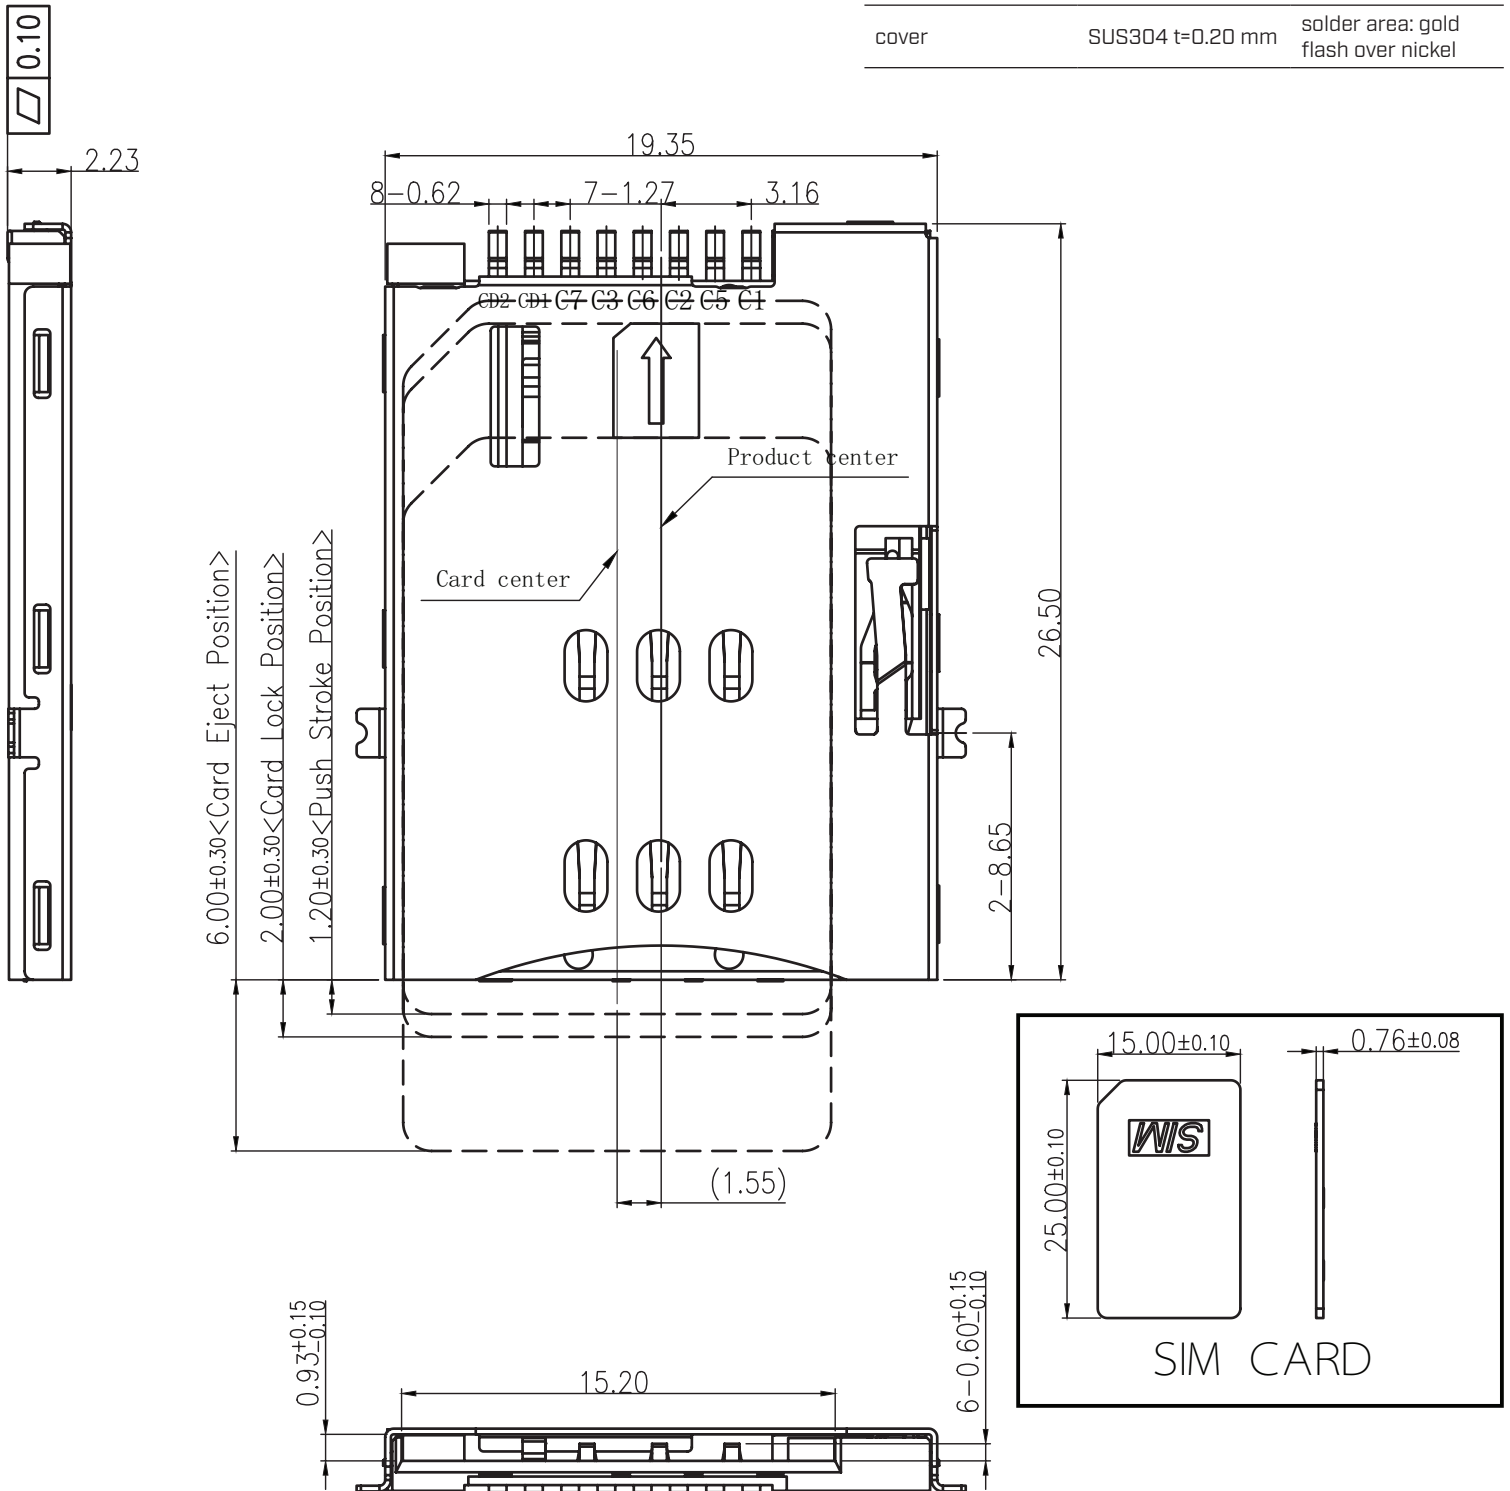 cover SUS304 t=0.20 mm solder area: gold
flash over nickel
0.10
2.23
19.35
8-0.62 7-1.27 3.16
CD2 CD1 C7 C3 C6 C2 C5 C1
Product center
Card center
6.00±0.30<Card Eject Position>
2.00±0.30<Card Lock Position>
1.20±0.30<Push Stroke Position>
26.50
2-8.65
(1.55)
15.00±0.10 0.76±0.08
SIM
25.00±0.10
SIM CARD
0.93+0.15
-0.10
15.20
6-0.60+0.15
-0.10